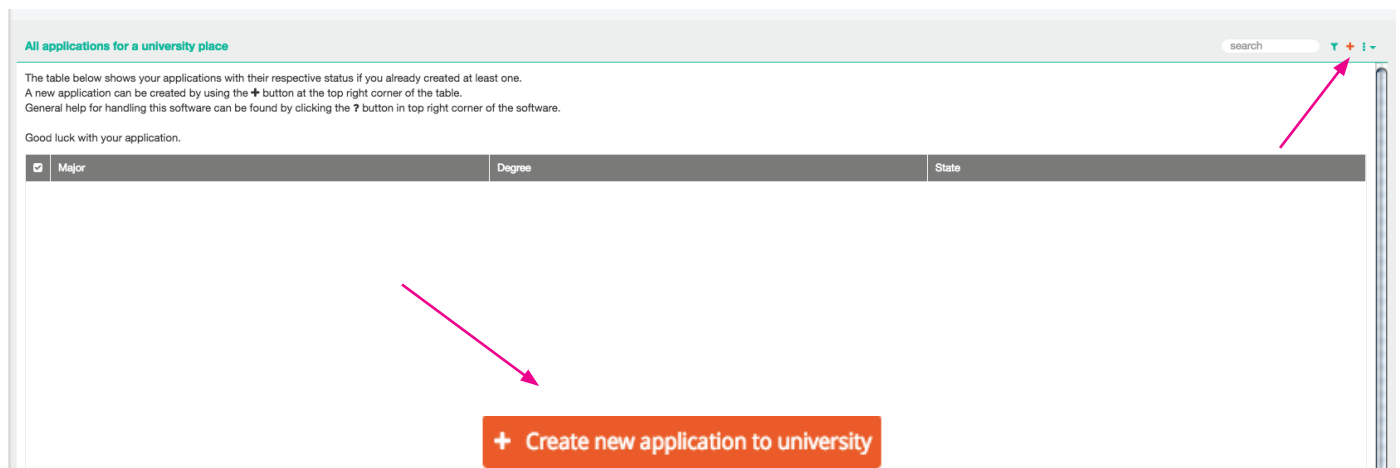 All applications for a university place
search
The table below shows your applications with their respective status if you already created at least one.
A new application can be created by using the + button at the top right corner of the table.
General help for handling this software can be found by clicking the ? button in top right corner of the software.
Good luck with your application.
Major Degree State
+ Create new application to university